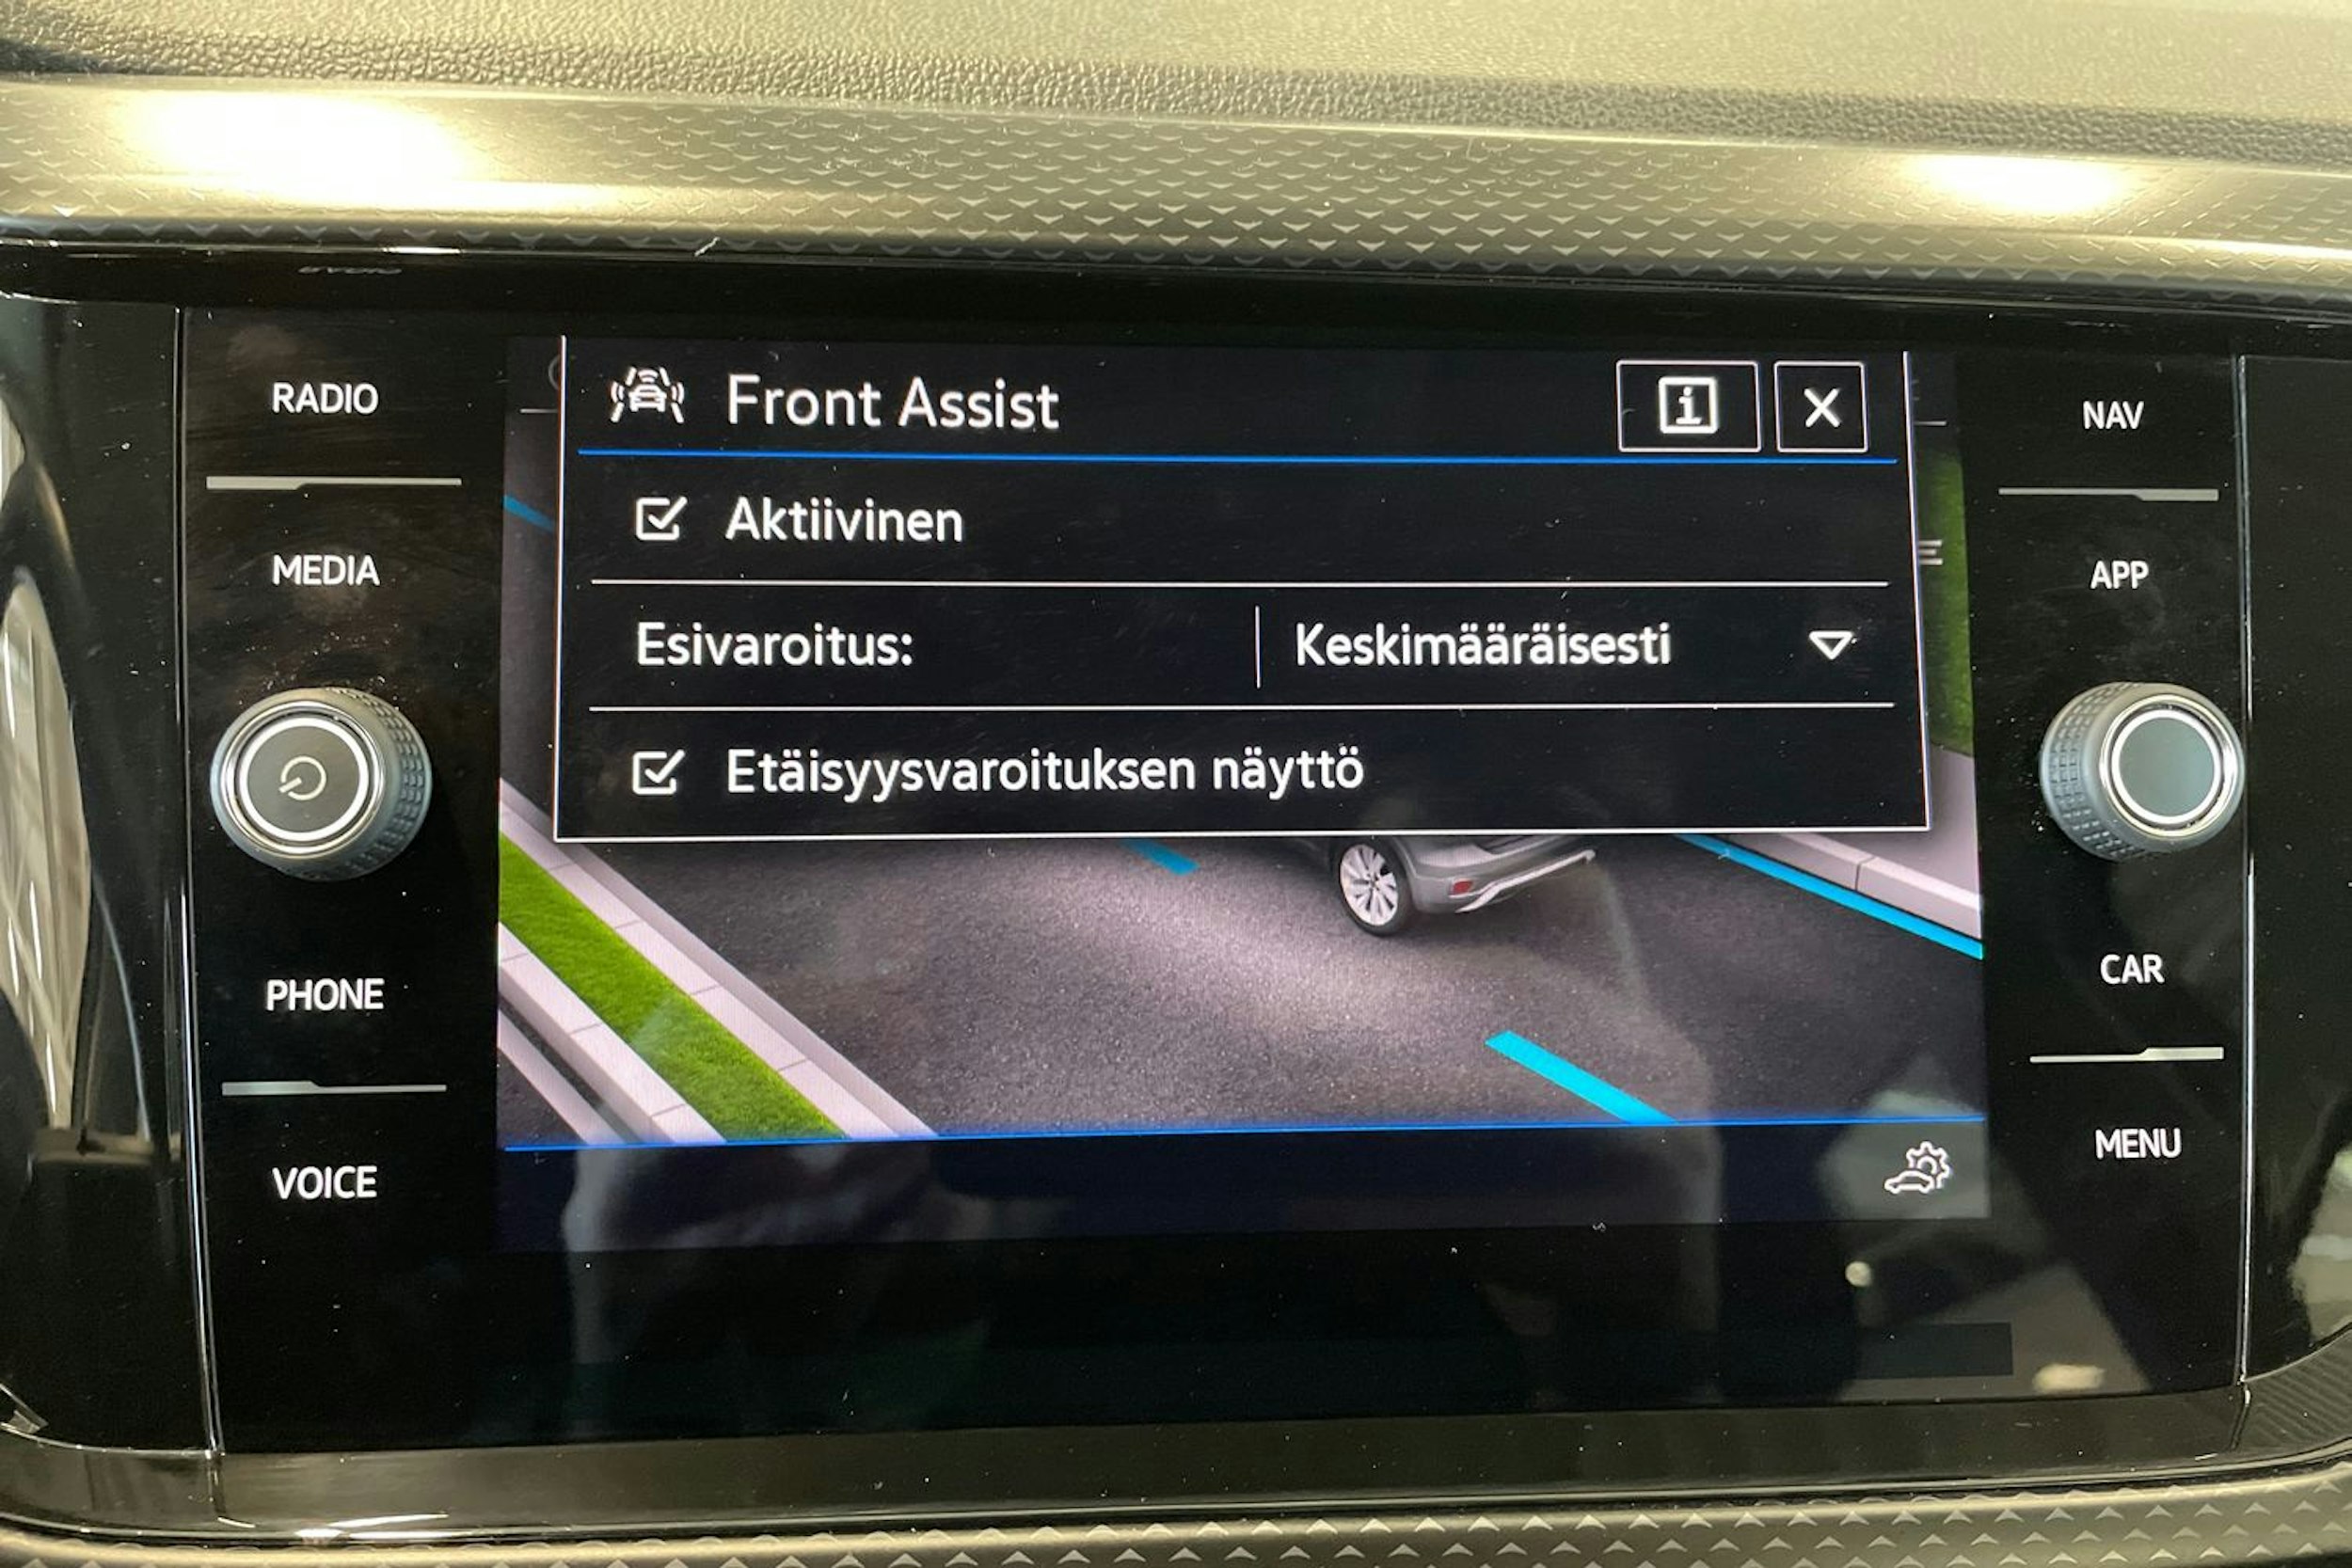 RADIO
MEDIA
PHONE
VOICE
Front Assist
i
X
Aktiivinen
Esivaroitus:
Keskimääräisesti
Etäisyysvaroituksen näyttö
NAV
APP
CAR
MENU